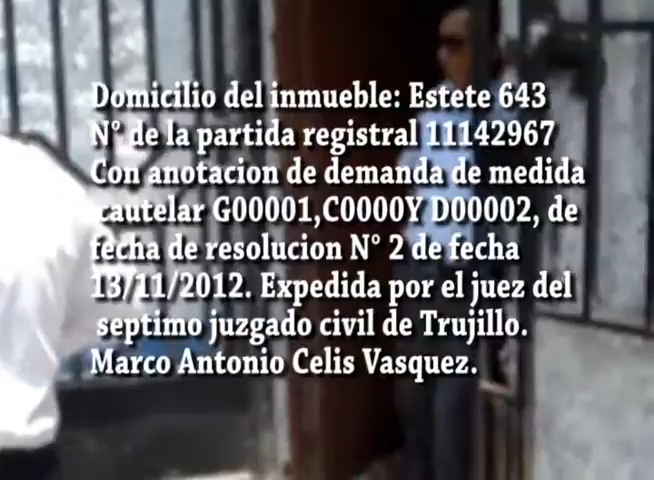 Domicilio del inmueble: Estete 643
N° de la partida registral 11142967
Con anotacion de demanda de medida
cautelar G00001,C0000Y D00002, de
fecha de resolucion N° 2 de fecha
13/11/2012. Expedida por el juez del
septimo juzgado civil de Trujillo.
Marco Antonio Celis Vasquez.